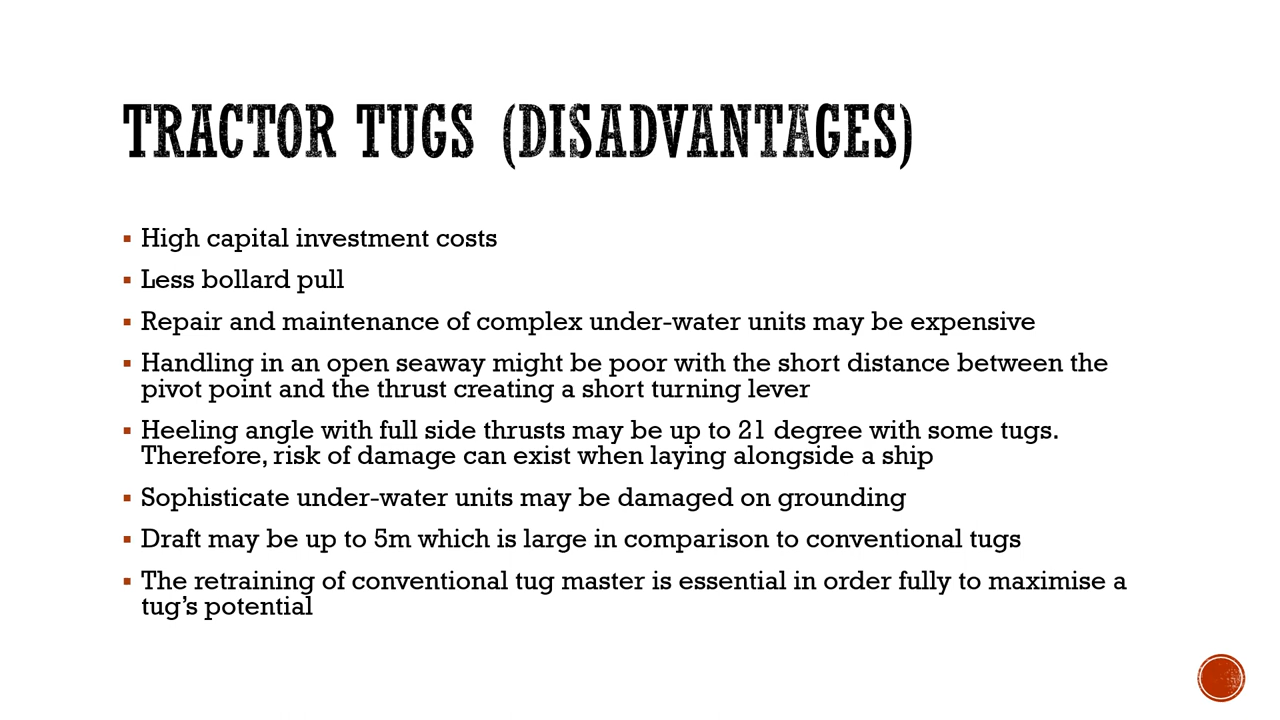 TRACTOR TUGS (DISADVANTAGES)
▪ High capital investment costs
▪ Less bollard pull
▪ Repair and maintenance of complex under-water units may be expensive
▪ Handling in an open seaway might be poor with the short distance between the
pivot point and the thrust creating a short turning lever
▪ Heeling angle with full side thrusts may be up to 21 degree with some tugs.
Therefore, risk of damage can exist when laying alongside a ship
▪ Sophisticate under-water units may be damaged on grounding
▪ Draft may be up to 5m which is large in comparison to conventional tugs
▪ The retraining of conventional tug master is essential in order fully to maximise a
tug’s potential